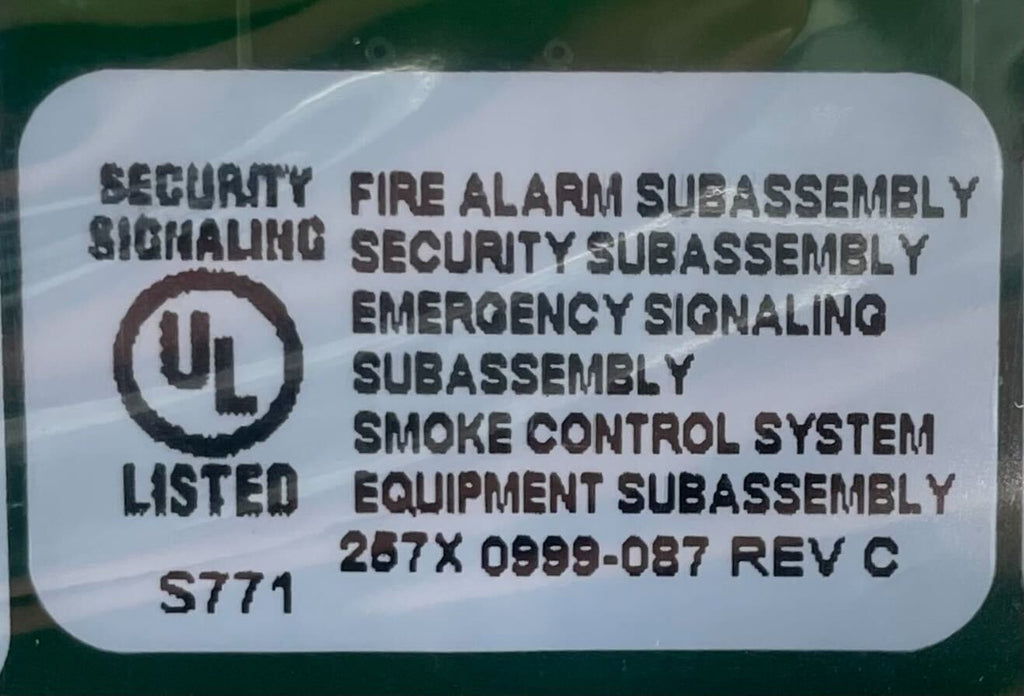 SECURITY
SIGNALING
UL
LISTED
S771
FIRE ALARM SUBASSEMBLY
SECURITY SUBASSEMBLY
EMERGENCY SIGNALING
SUBASSEMBLY
SMOKE CONTROL SYSTEM
EQUIPMENT SUBASSEMBLY
257X 0999-087 REV C